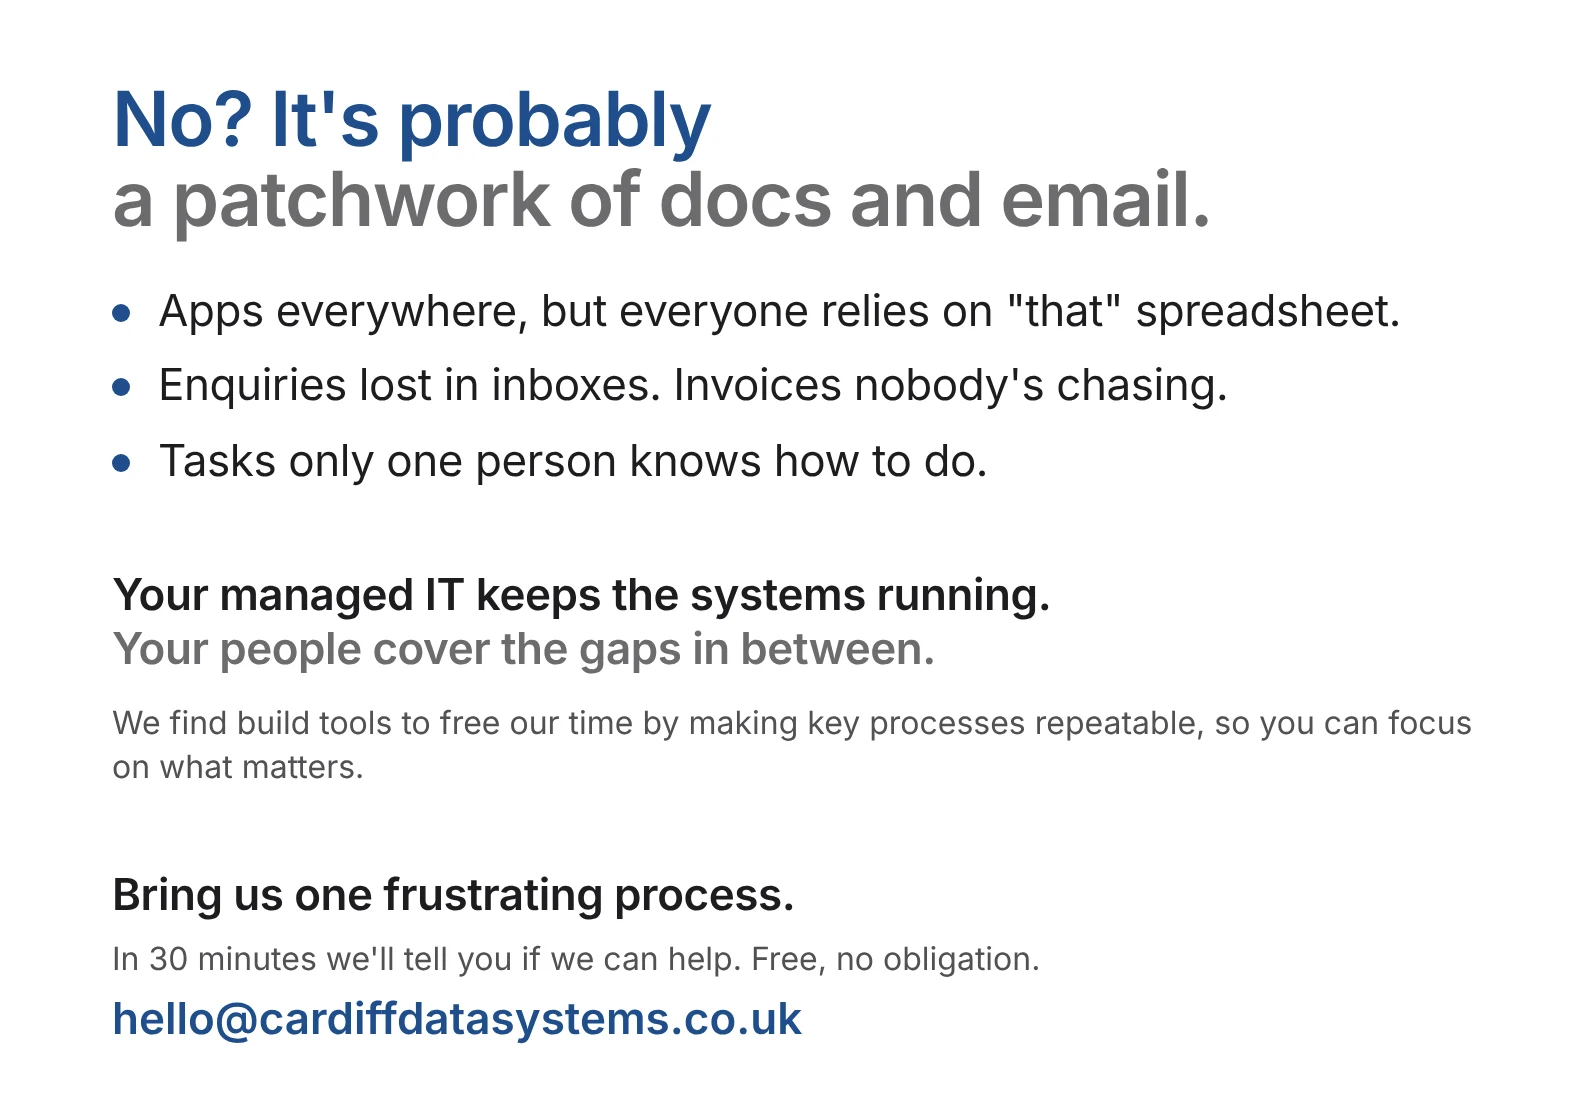 No? It's probably
a patchwork of docs and email.
Apps everywhere, but everyone relies on "that" spreadsheet.
Enquiries lost in inboxes. Invoices nobody's chasing.
Tasks only one person knows how to do.
Your managed IT keeps the systems running.
Your people cover the gaps in between.
We find build tools to free our time by making key processes repeatable, so you can focus
on what matters.
Bring us one frustrating process.
In 30 minutes we'll tell you if we can help. Free, no obligation.
hello@cardiffdatasystems.co.uk